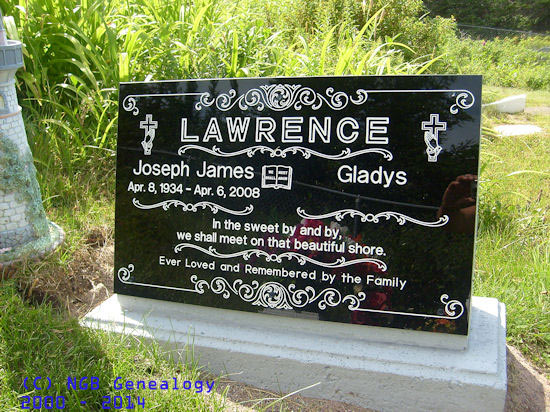 LAWRENCE
Joseph James Gladys
Apr. 8, 1934 - Apr. 6, 2008
In the sweet by and by,
we shall meet on that beautiful shore.
Ever Loved and Remembered by the Family
(C) NGB Genealogy
2000 - 2014